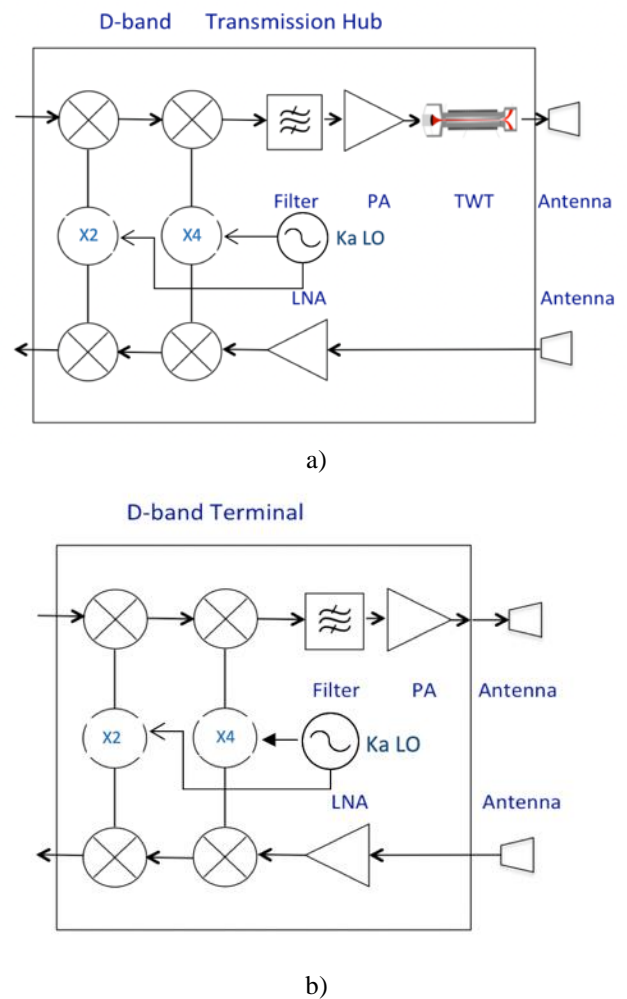 D-band Transmission Hub
Filter PA TWT Antenna
X2 X4 Ka LO
LNA Antenna
a)
D-band Terminal
Filter PA Antenna
X2 X4 Ka LO
LNA Antenna
b)